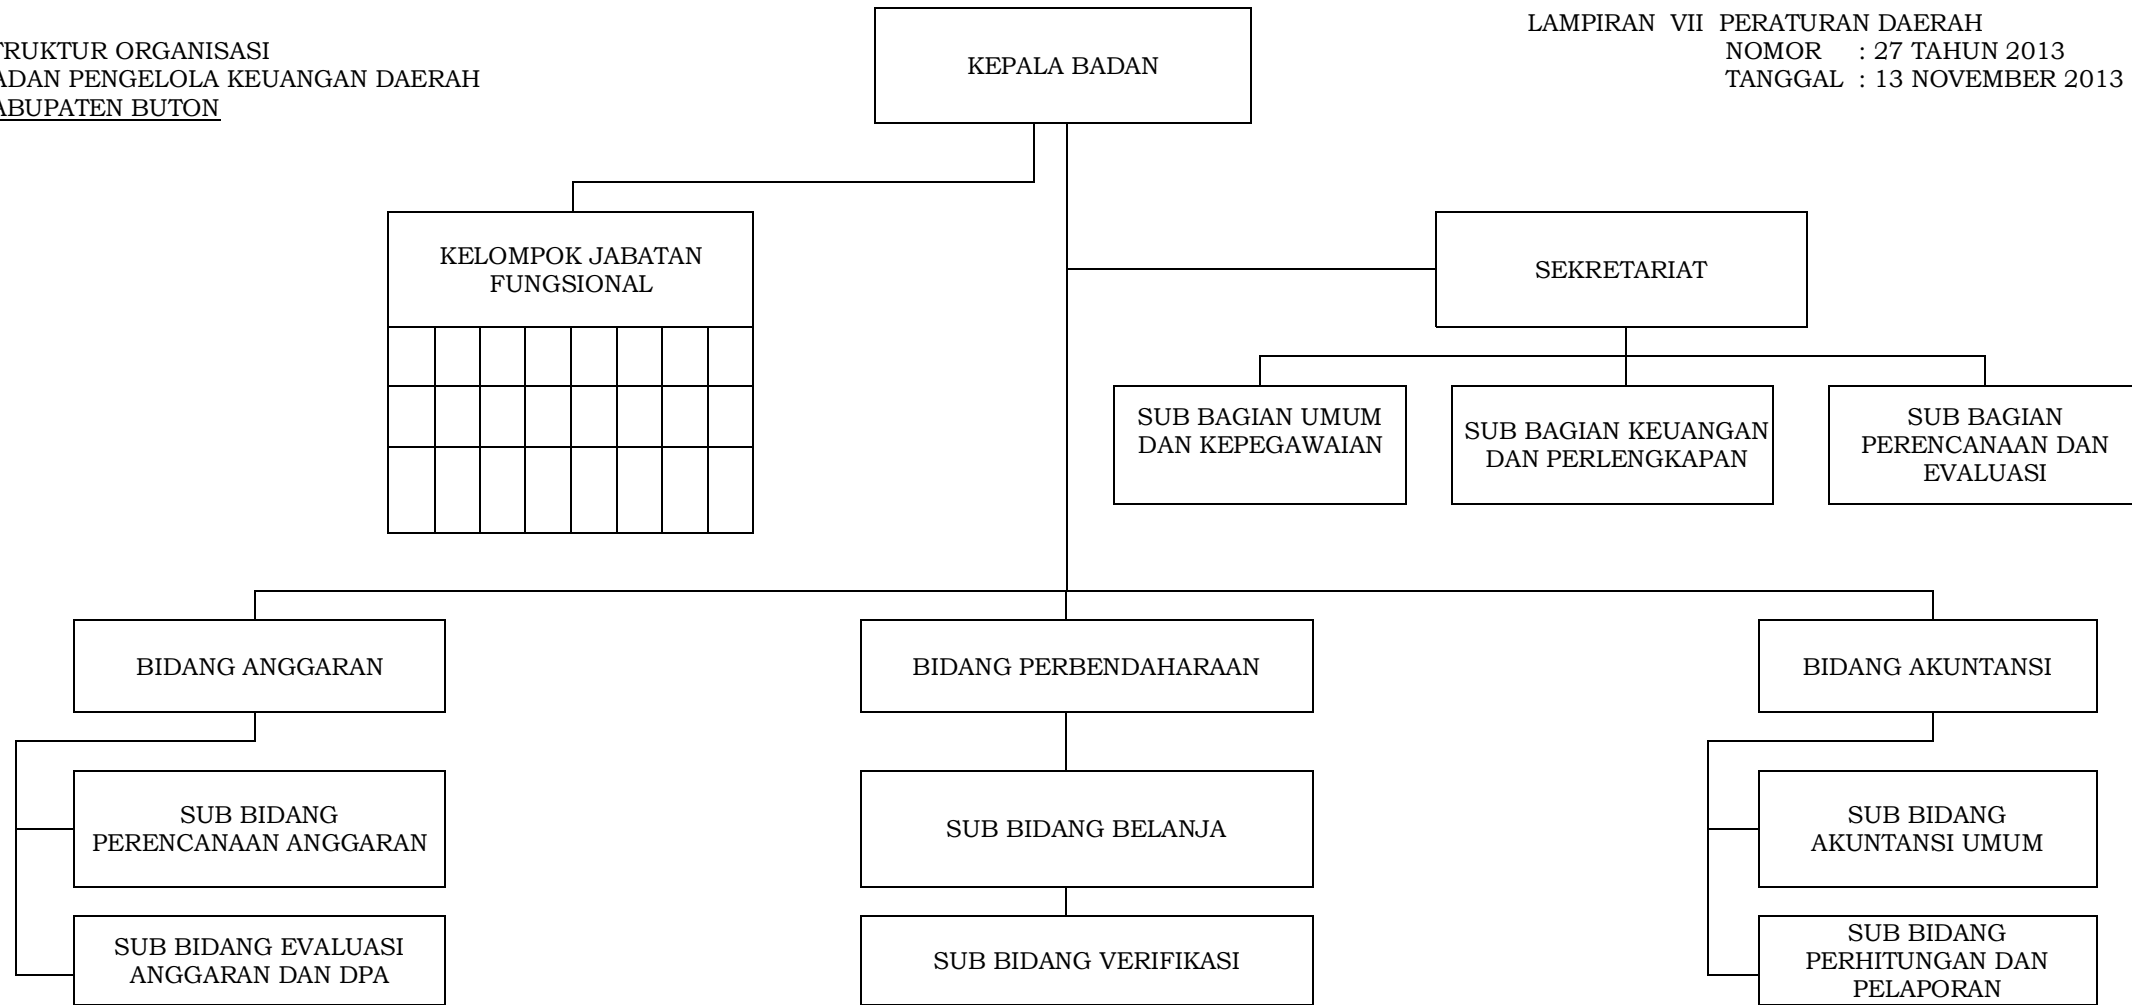 TRUKTUR ORGANISASI
ADAN PENGELOLA KEUANGAN DAERAH
ABUPATEN BUTON
KEPALA BADAN
LAMPIRAN VII PERATURAN DAERAH
NOMOR : 27 TAHUN 2013
TANGGAL : 13 NOVEMBER 2013
KELOMPOK JABATAN
FUNGSIONAL
SEKRETARIAT
SUB BAGIAN UMUM
DAN KEPEGAWAIAN
SUB BAGIAN KEUANGAN
DAN PERLENGKAPAN
SUB BAGIAN
PERENCANAAN DAN
EVALUASI
BIDANG ANGGARAN
BIDANG PERBENDAHARAAN
BIDANG AKUNTANSI
SUB BIDANG
PERENCANAAN ANGGARAN
SUB BIDANG BELANJA
SUB BIDANG
AKUNTANSI UMUM
SUB BIDANG EVALUASI
ANGGARAN DAN DPA
SUB BIDANG VERIFIKASI
SUB BIDANG
PERHITUNGAN DAN
PELAPORAN